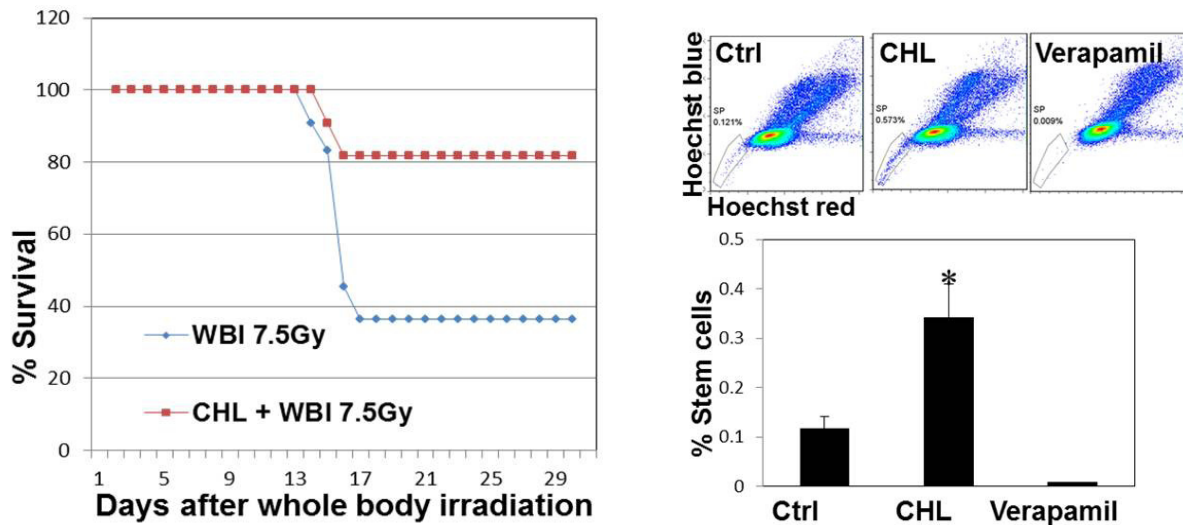 120
100
80
60
40
20
0
% Survival
WBI 7.5Gy
CHL + WBI 7.5Gy
1 5 9 13 17 21 25 29
Days after whole body irradiation
Hoechst blue
Ctrl CHL Verapamil
SP SP SP
0.121% 0.573% 0.009%
Hoechst red
% Stem cells
0.5
0.4
0.3
0.2
0.1
0
*
Ctrl CHL Verapamil